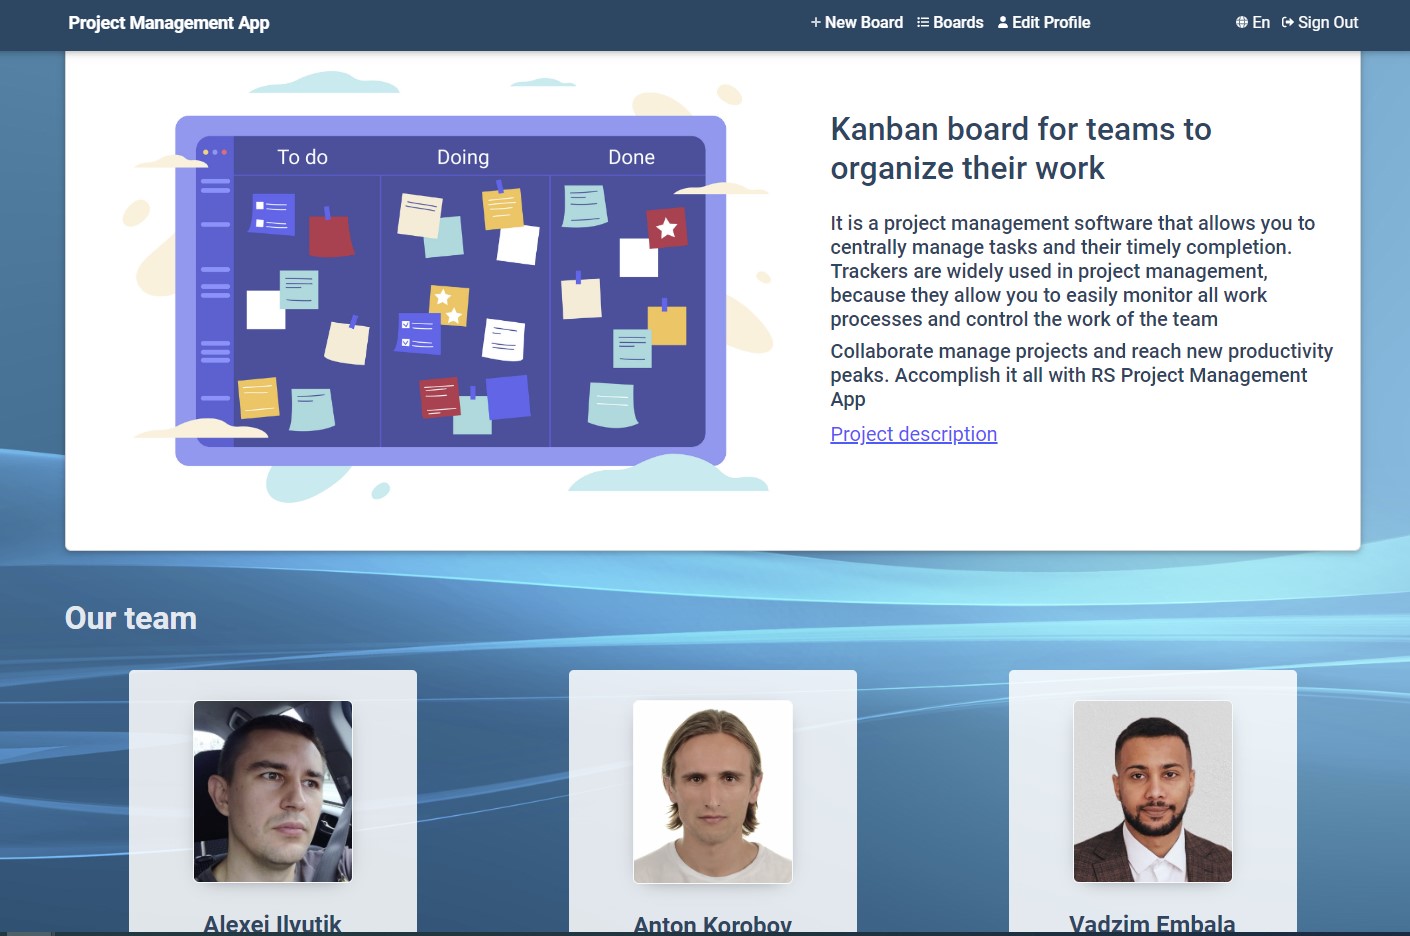 Project Management App
New Board
Boards
Edit Profile
En
Sign Out
To do
Doing
Done
Kanban board for teams to
organize their work
It is a project management software that allows you to
centrally manage tasks and their timely completion.
Trackers are widely used in project management,
because they allow you to easily monitor all work
processes and control the work of the team
Collaborate manage projects and reach new productivity
peaks. Accomplish it all with RS Project Management
App
Project description
Our team
Alexei Ilyutik
Anton Korobov
Vadzim Embala